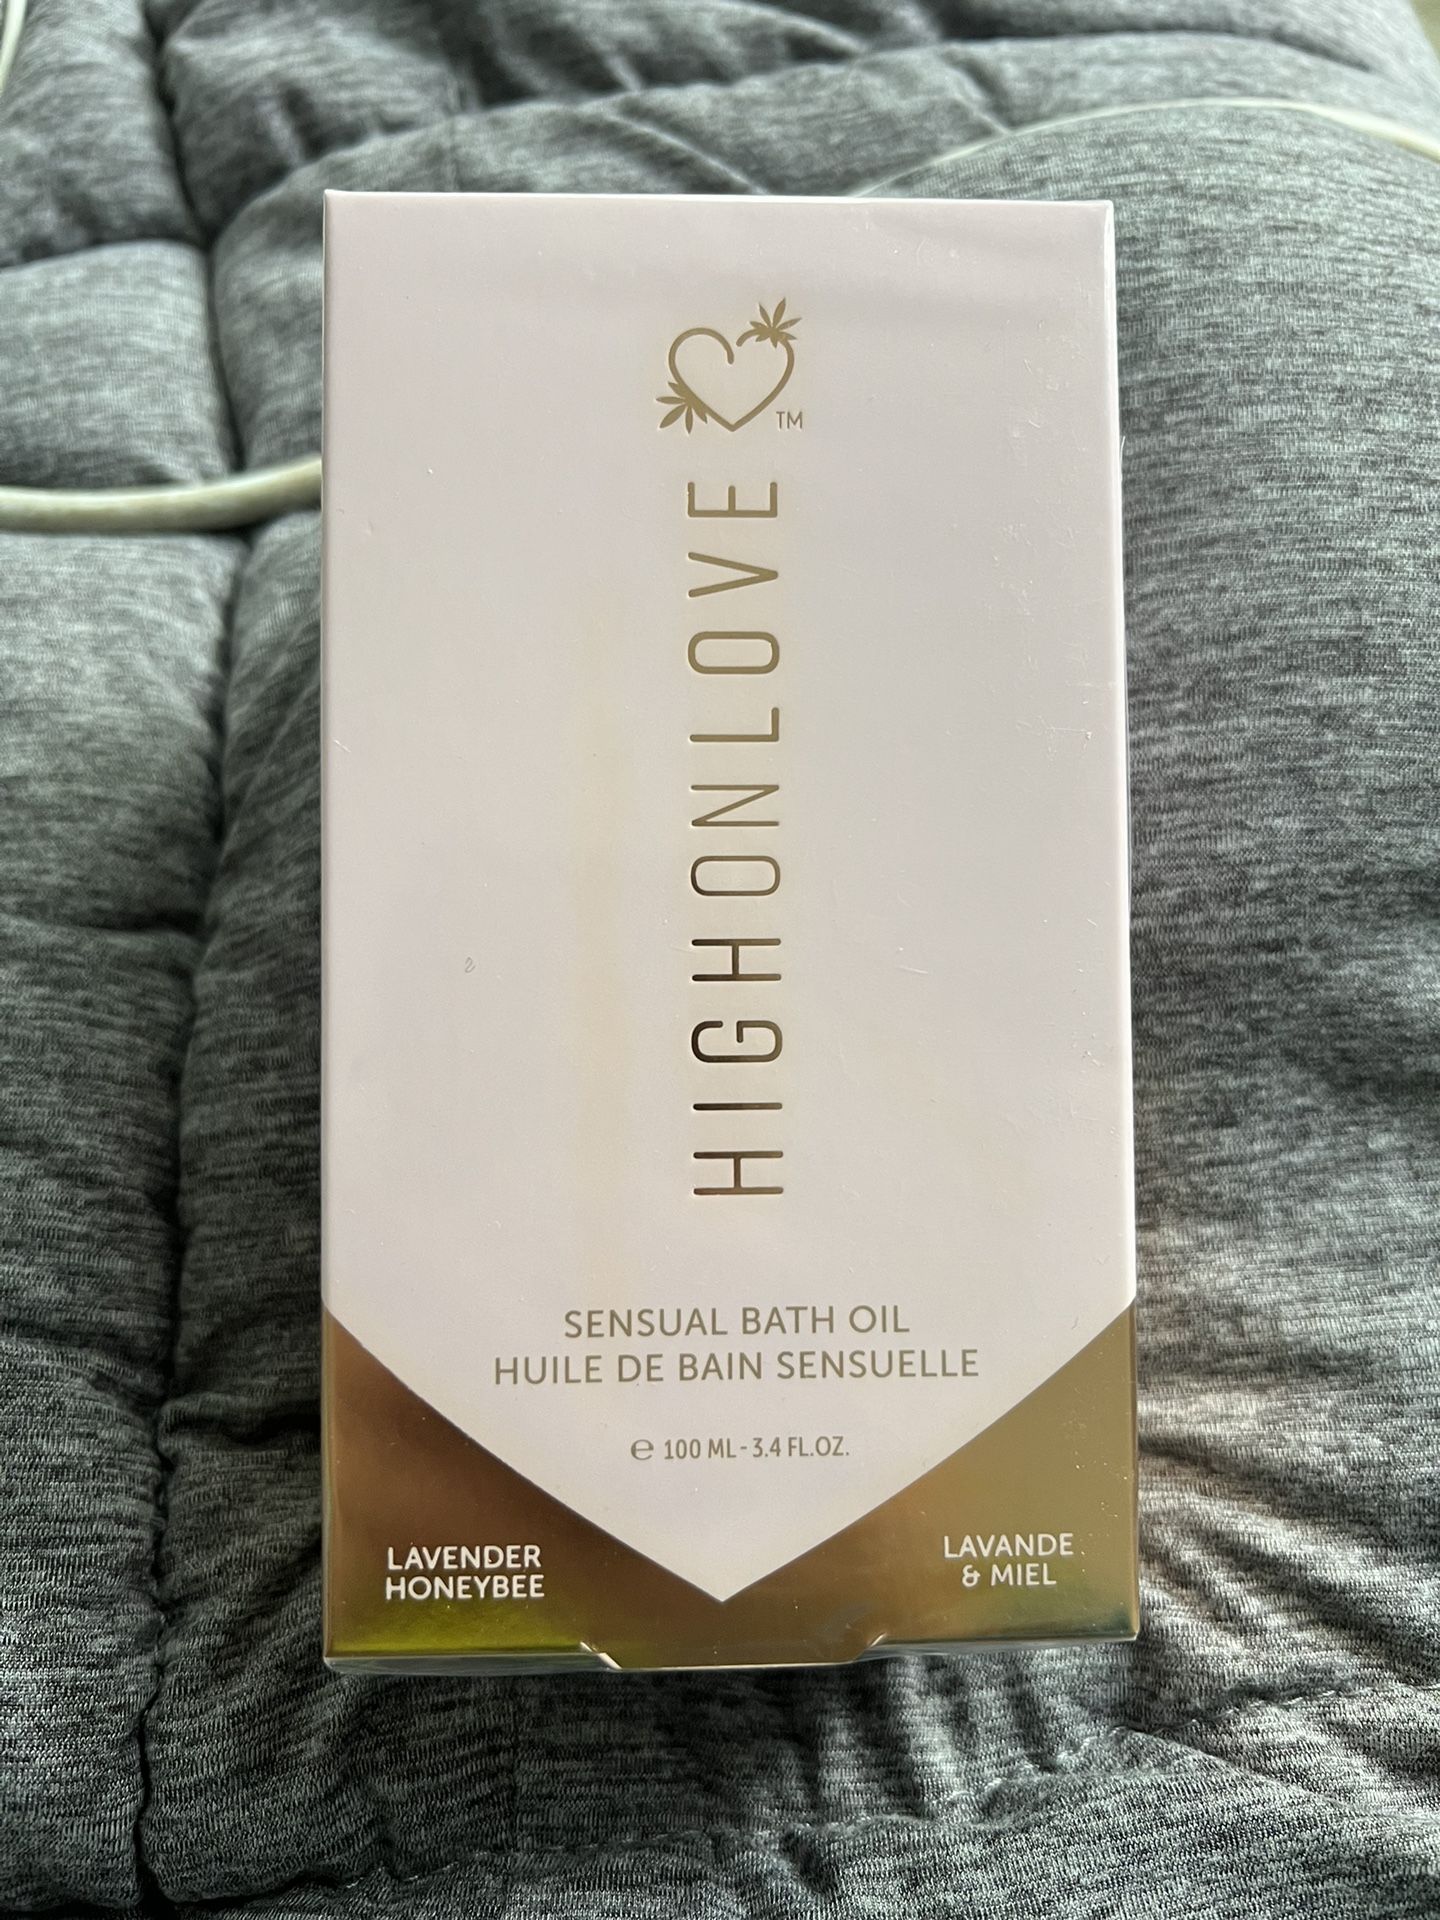 TM
HIGHONLOVE
SENSUAL BATH OIL
HUILE DE BAIN SENSUELLE
℮ 100 ML - 3.4 FL.OZ.
LAVENDER
HONEYBEE
LAVANDE
& MIEL